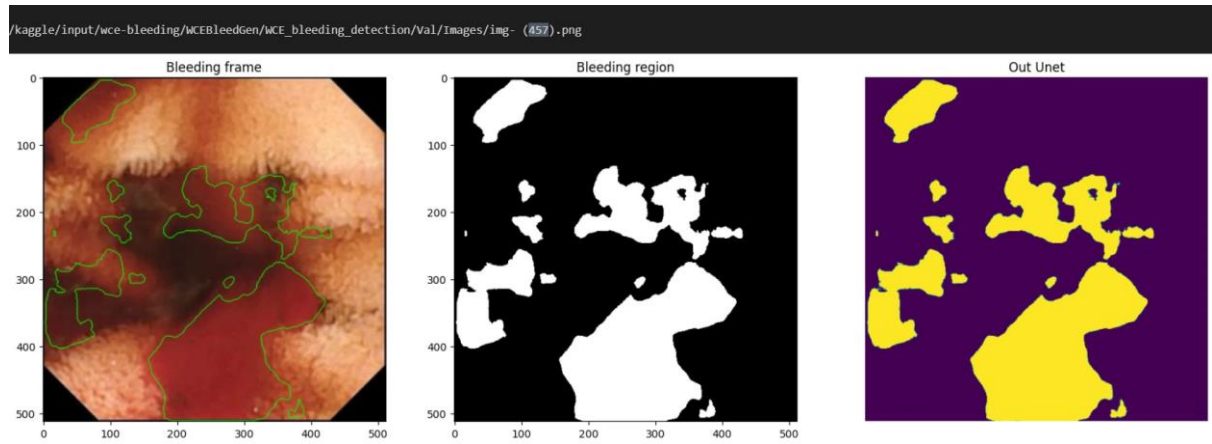 /kaggle/input/wce-bleeding/WCEBleedGen/WCE_bleeding_detection/Val/Images/img- (457).png
Bleeding frame
Bleeding region
Out Unet
0
100
200
300
400
500
0 100 200 300 400 500
0
100
200
300
400
500
0 100 200 300 400 500